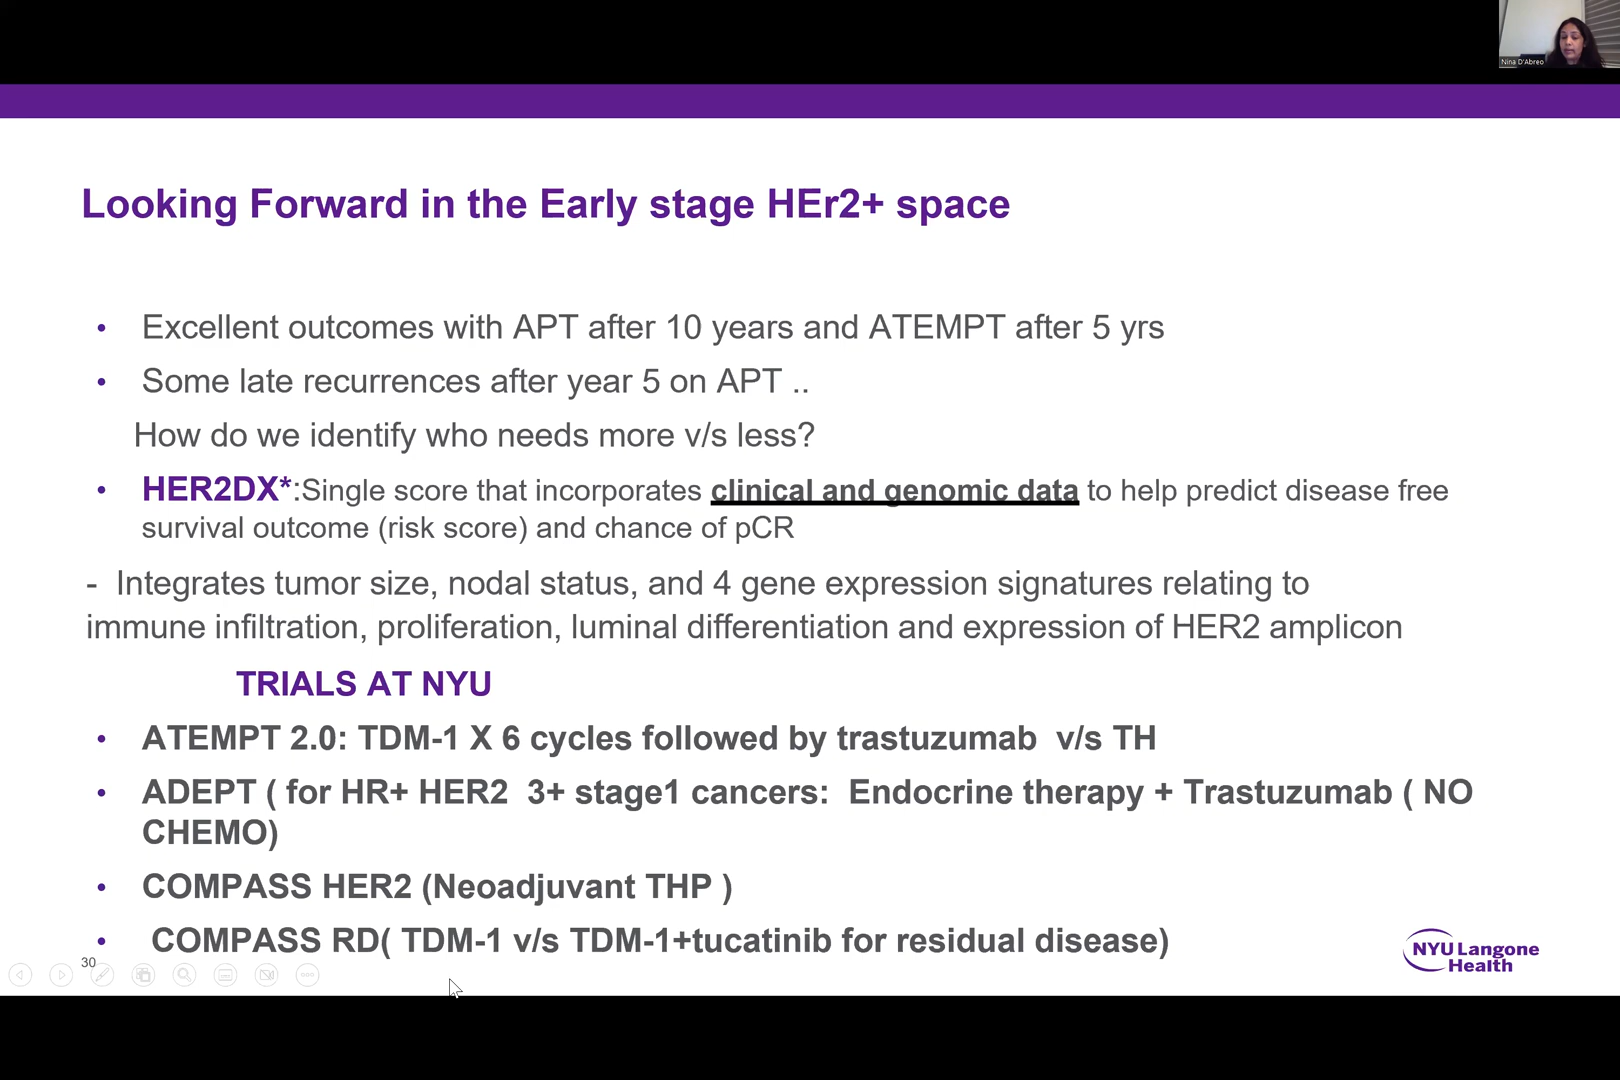 Nina D'Abreo
Looking Forward in the Early stage HEr2+ space
• Excellent outcomes with APT after 10 years and ATEMPT after 5 yrs
• Some late recurrences after year 5 on APT ..
How do we identify who needs more v/s less?
• HER2DX*:Single score that incorporates clinical and genomic data to help predict disease free
survival outcome (risk score) and chance of pCR
- Integrates tumor size, nodal status, and 4 gene expression signatures relating to
immune infiltration, proliferation, luminal differentiation and expression of HER2 amplicon
TRIALS AT NYU
• ATEMPT 2.0: TDM-1 X 6 cycles followed by trastuzumab v/s TH
• ADEPT ( for HR+ HER2 3+ stage1 cancers: Endocrine therapy + Trastuzumab ( NO
CHEMO)
• COMPASS HER2 (Neoadjuvant THP )
• COMPASS RD( TDM-1 v/s TDM-1+tucatinib for residual disease)
30
NYU Langone
Health